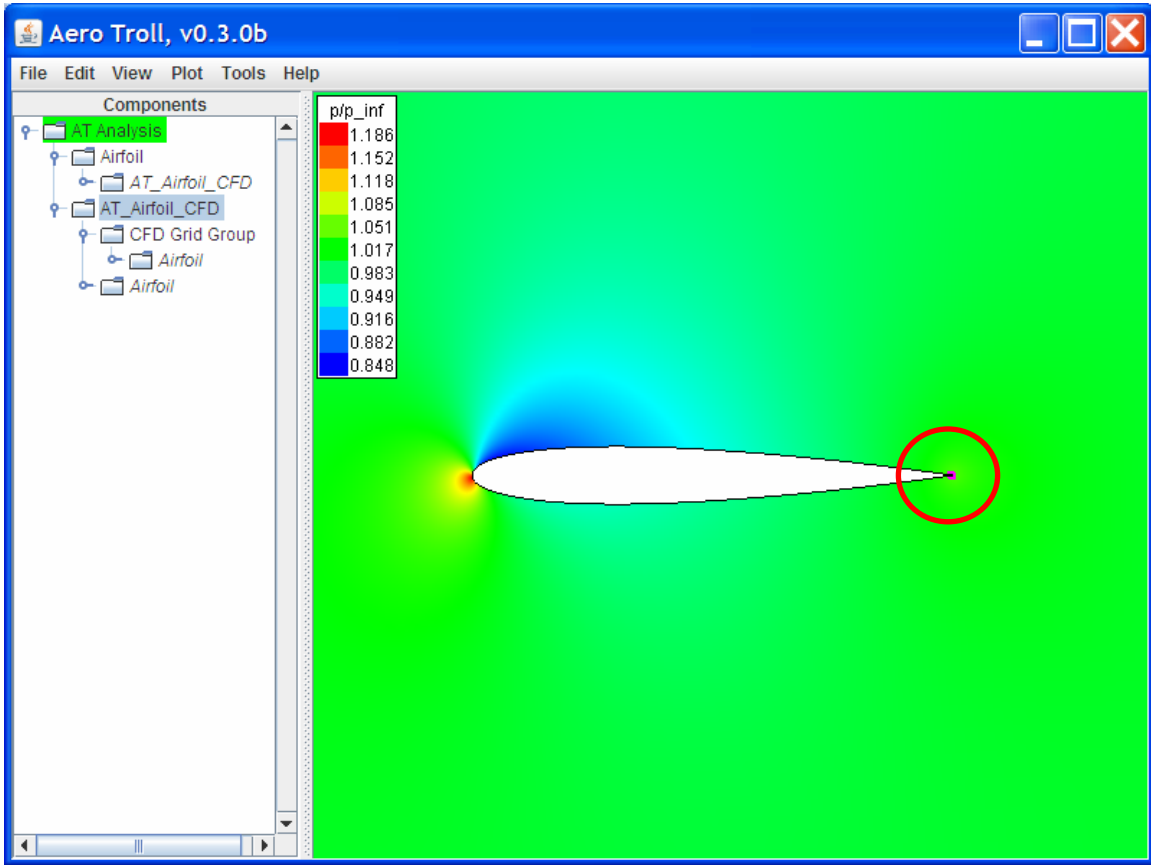 Aero Troll, v0.3.0b
File Edit View Plot Tools Help
Components
AT Analysis
Airfoil
AT_Airfoil_CFD
AT_Airfoil_CFD
CFD Grid Group
Airfoil
Airfoil
p/p_inf
1.186
1.152
1.118
1.085
1.051
1.017
0.983
0.949
0.916
0.882
0.848